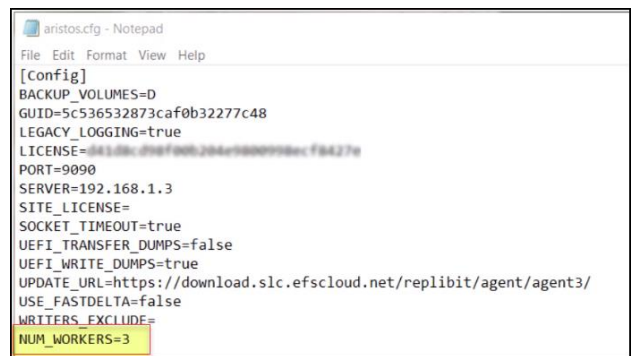 aristos.cfg - Notepad
File Edit Format View Help
[Config]
BACKUP_VOLUMES=D
GUID=5c536532873caf0b32277c48
LEGACY_LOGGING=true
LICENSE=
PORT=9090
SERVER=192.168.1.3
SITE_LICENSE=
SOCKET_TIMEOUT=true
UEFI_TRANSFER_DUMPS=false
UEFI_WRITE_DUMPS=true
UPDATE_URL=https://download.slc.efscloud.net/replibit/agent/agent3/
USE_FASTDELTA=false
WRITERS_EXCLUDE=
NUM_WORKERS=3